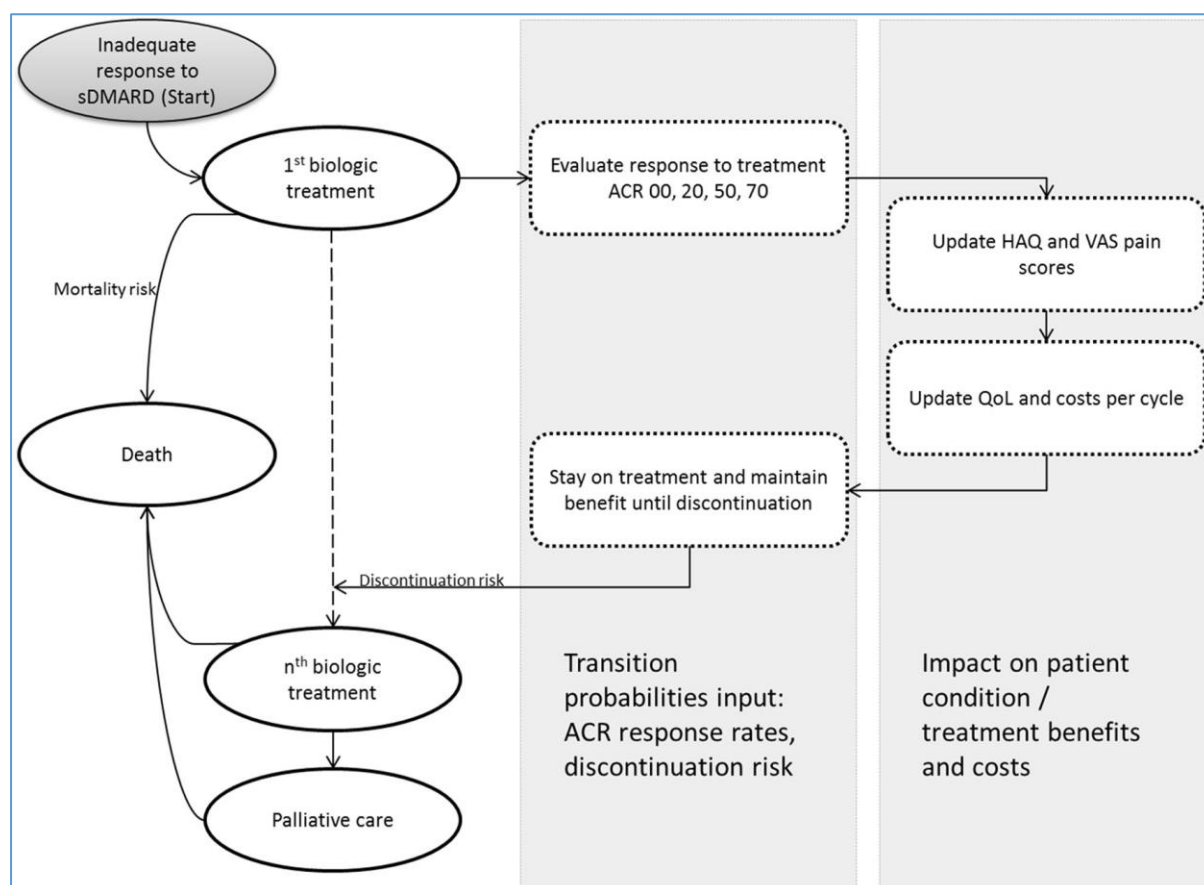 Inadequate
response to
sDMARD (Start)
1st biologic
treatment
Evaluate response to treatment
ACR 00, 20, 50, 70
Update HAQ and VAS pain
scores
Mortality risk
Update QoL and costs per cycle
Death
Stay on treatment and maintain
benefit until discontinuation
Discontinuation risk
nth biologic
treatment
Palliative care
Transition
probabilities input:
ACR response rates,
discontinuation risk
Impact on patient
condition /
treatment benefits
and costs